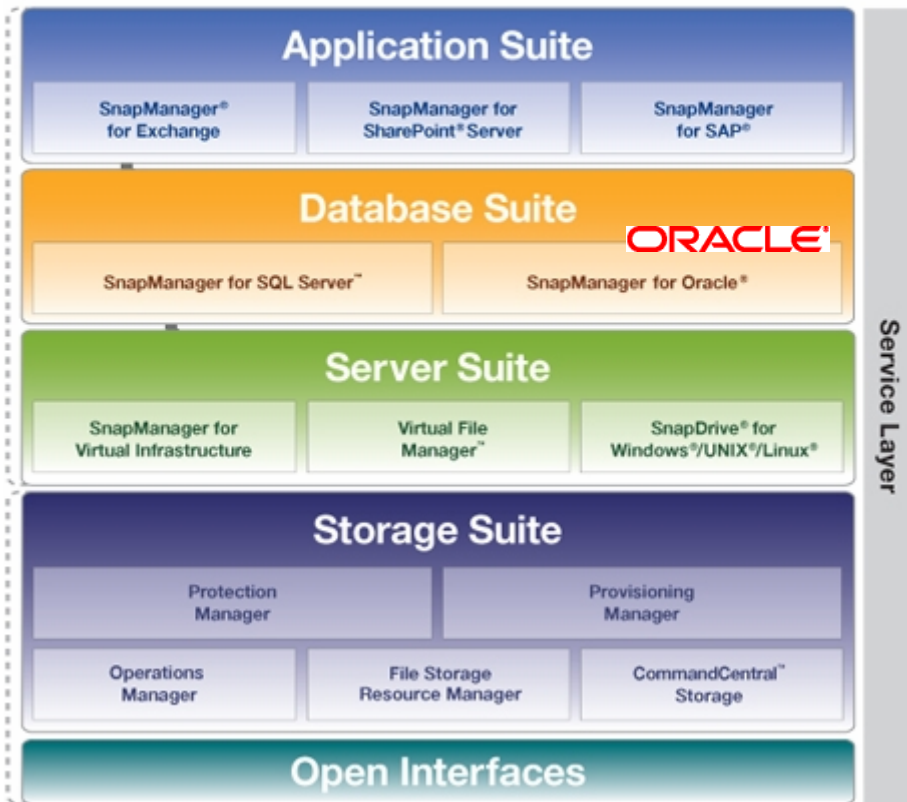 Application Suite
SnapManager®
for Exchange
SnapManager for
SharePoint® Server
SnapManager
for SAP®
Database Suite
ORACLE®
SnapManager for SQL Server™
SnapManager for Oracle®
Server Suite
SnapManager for
Virtual Infrastructure
Virtual File
Manager™
SnapDrive® for
Windows®/UNIX®/Linux®
Storage Suite
Protection
Manager
Provisioning
Manager
Operations
Manager
File Storage
Resource Manager
CommandCentral™
Storage
Open Interfaces
Service Layer